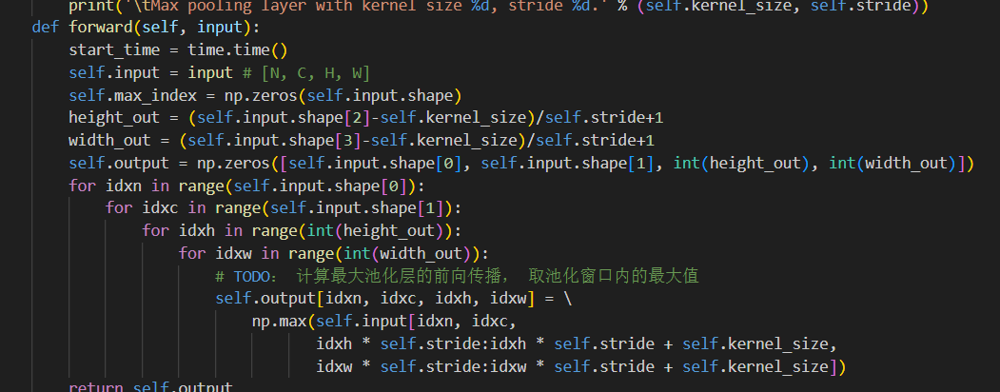 print('\tMax pooling layer with kernel size %d, stride %d.' % (self.kernel_size, self.stride))
def forward(self, input):
start_time = time.time()
self.input = input # [N, C, H, W]
self.max_index = np.zeros(self.input.shape)
height_out = (self.input.shape[2]-self.kernel_size)/self.stride+1
width_out = (self.input.shape[3]-self.kernel_size)/self.stride+1
self.output = np.zeros([self.input.shape[0], self.input.shape[1], int(height_out), int(width_out)])
for idxn in range(self.input.shape[0]):
for idxc in range(self.input.shape[1]):
for idxh in range(int(height_out)):
for idxw in range(int(width_out)):
# TODO： 计算最大池化层的前向传播， 取池化窗口内的最大值
self.output[idxn, idxc, idxh, idxw] = \
np.max(self.input[idxn, idxc,
idxh * self.stride:idxh * self.stride + self.kernel_size,
idxw * self.stride:idxw * self.stride + self.kernel_size])
return self.output